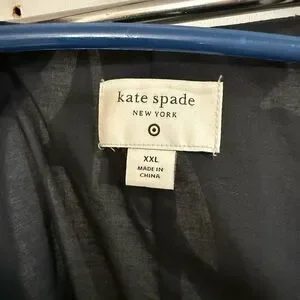 kate spade
NEW YORK
XXL
MADE IN
CHINA